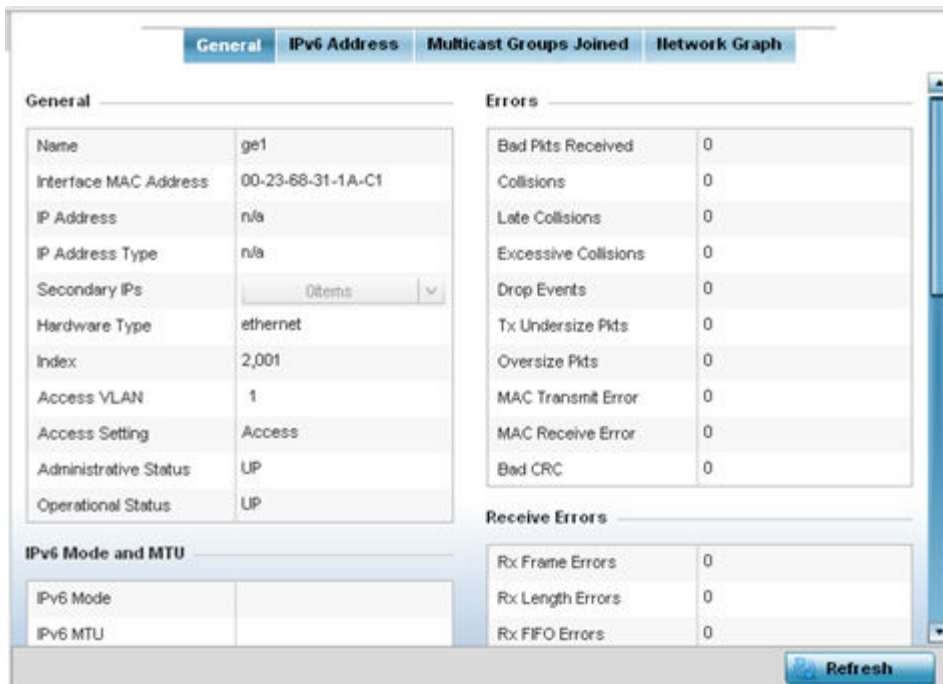 General IPv6 Address Multicast Groups Joined Network Graph
General
Name ge1
Interface MAC Address 00-23-68-31-1A-C1
IP Address n/a
IP Address Type n/a
Secondary IPs 0items
Hardware Type ethernet
Index 2,001
Access VLAN 1
Access Setting Access
Administrative Status UP
Operational Status UP
IPv6 Mode and MTU
IPv6 Mode
IPv6 MTU
Errors
Bad Pkts Received 0
Collisions 0
Late Collisions 0
Excessive Collisions 0
Drop Events 0
Tx Undersize Pkts 0
Oversize Pkts 0
MAC Transmit Error 0
MAC Receive Error 0
Bad CRC 0
Receive Errors
Rx Frame Errors 0
Rx Length Errors 0
Rx FIFO Errors 0
Refresh